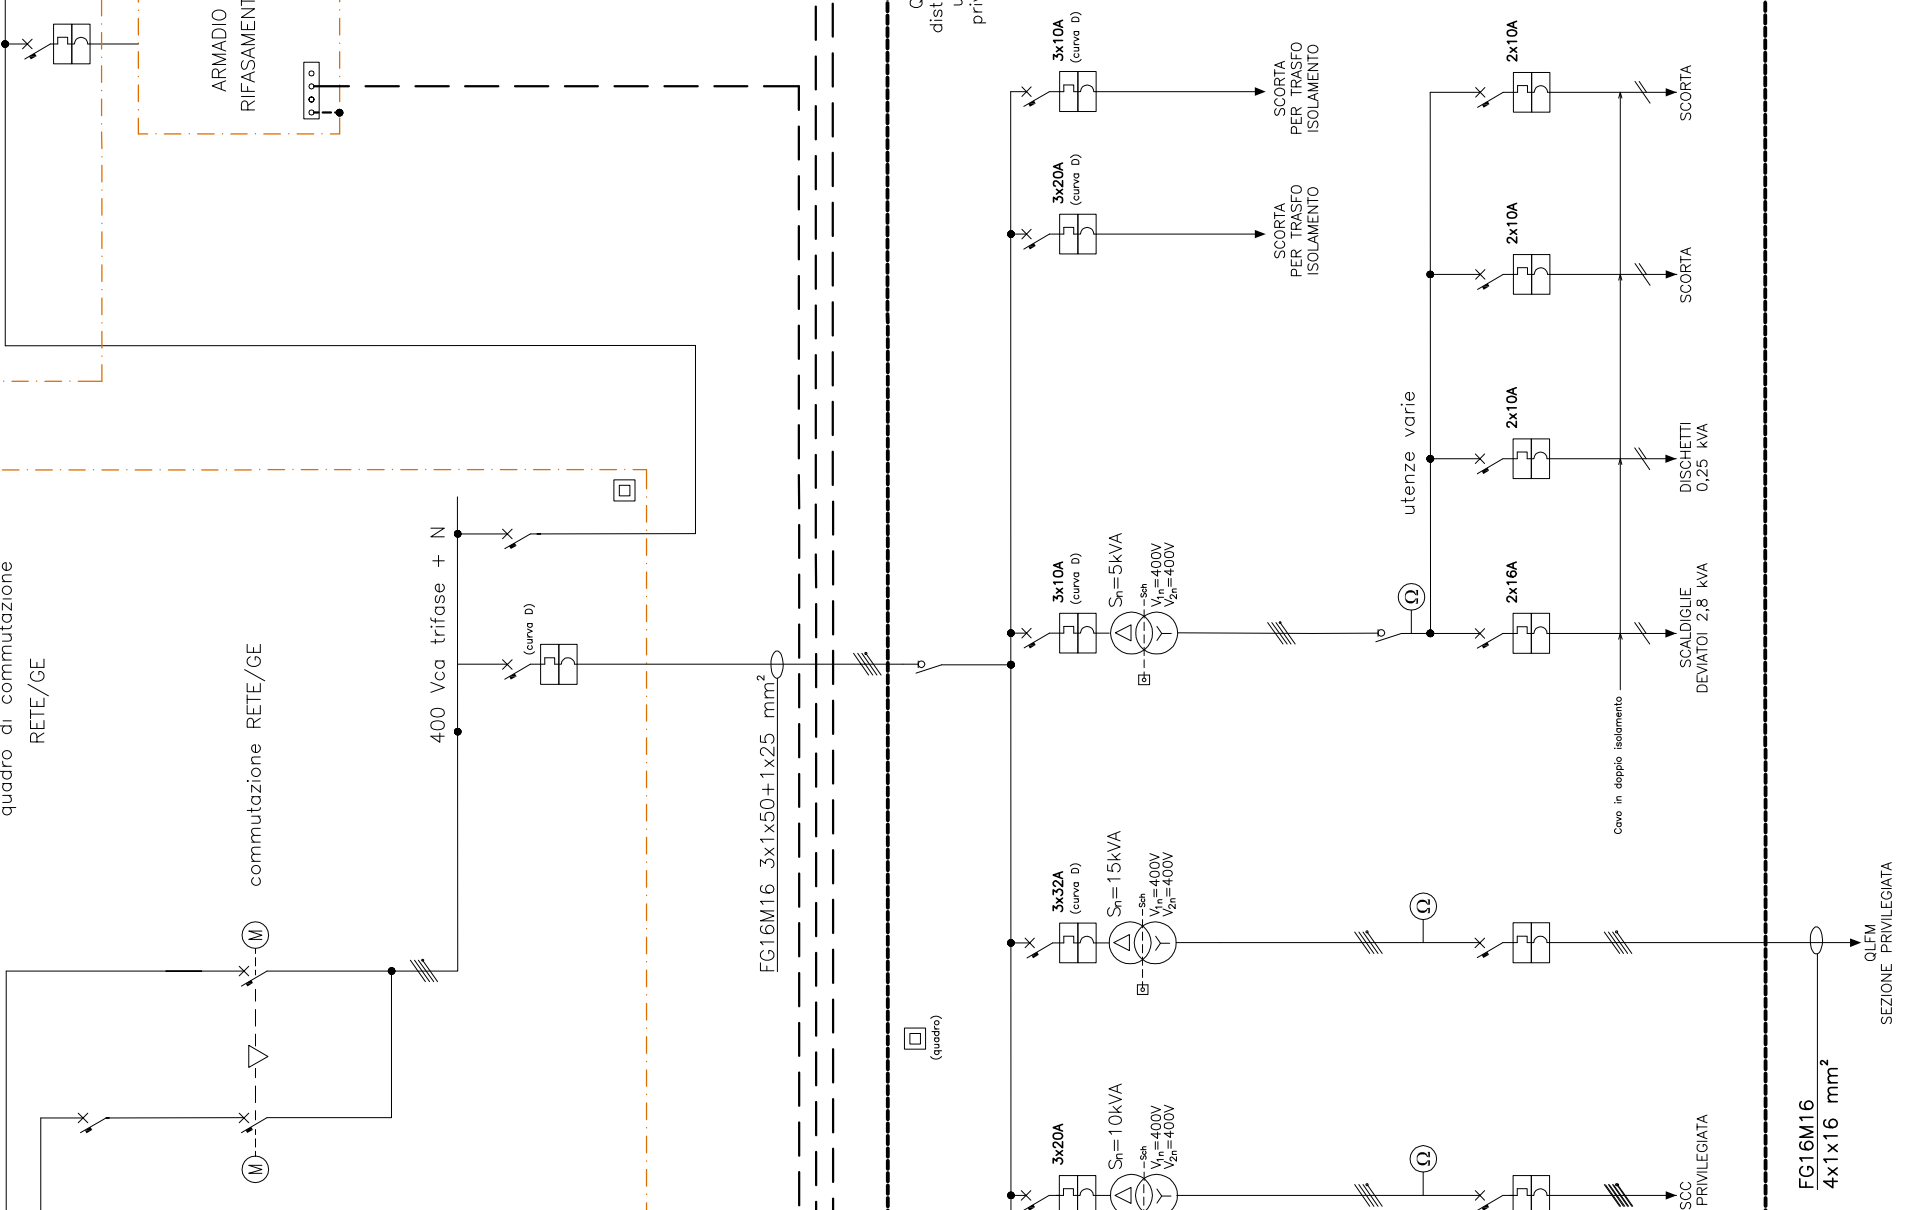 ARMADIO
RIFASAMENT
quadro di commutazione
RETE/GE
commutazione RETE/GE
M
M
400 Vca trifase + N
(curva D)
FG16M16 3x1x50+1x25 mm²
Q
dist
u
priv
(quadro)
3x10A
(curva D)
SCORTA
PER TRASFO
ISOLAMENTO
3x20A
(curva D)
SCORTA
PER TRASFO
ISOLAMENTO
3x10A
(curva D)
Sn=5kVA
Sch
V1n=400V
V2n=400V
Ω
utenze varie
2x10A
SCORTA
2x10A
SCORTA
2x10A
DISCHETTI
0,25 kVA
2x16A
SCALDIGLIE
DEVIATOI 2,8 kVA
Cavo in doppio isolamento
3x32A
(curva D)
Sn=15kVA
Sch
V1n=400V
V2n=400V
Ω
QLFM
SEZIONE PRIVILEGIATA
FG16M16
4x1x16 mm²
3x20A
Sn=10kVA
Sch
V1n=400V
V2n=400V
Ω
SCC
PRIVILEGIATA